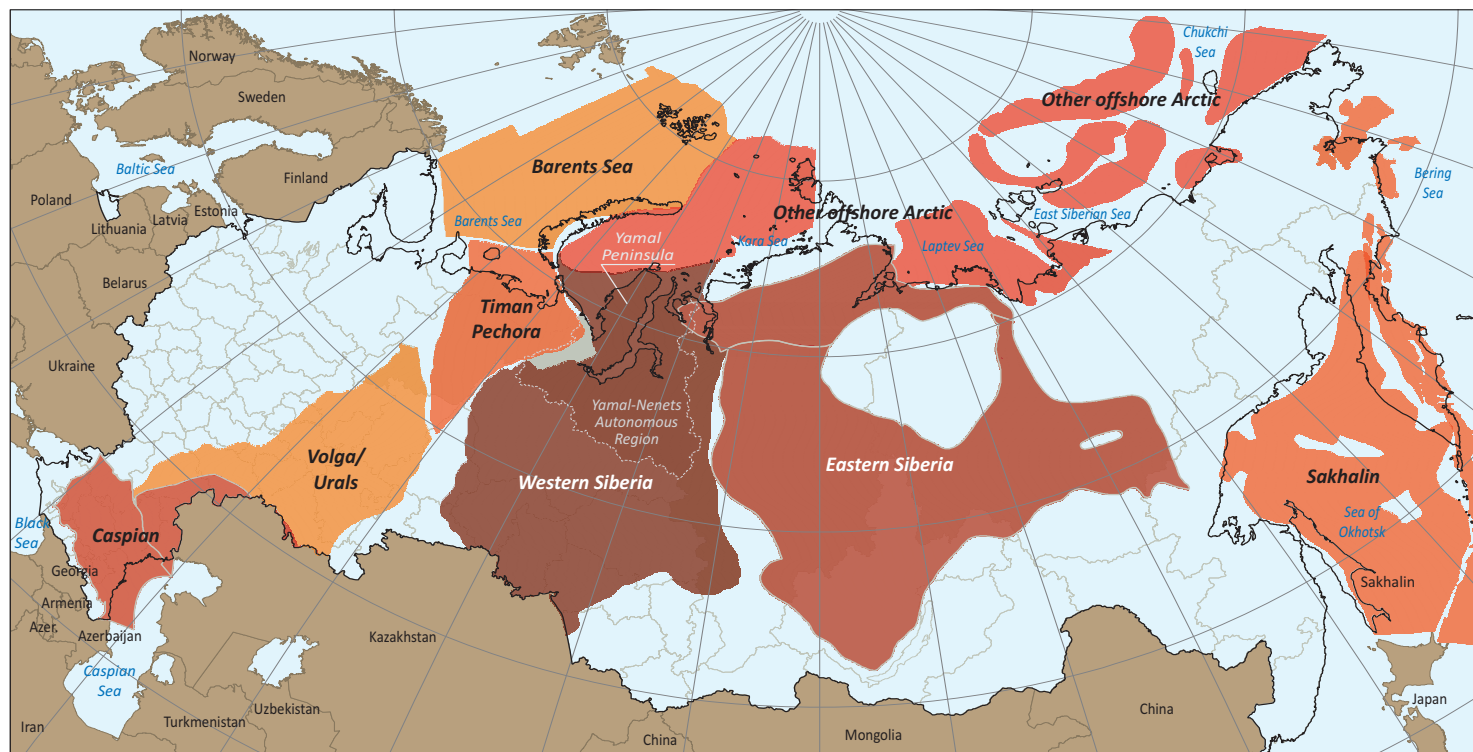 Chukchi
Sea
Norway
Sweden
Other offshore Arctic
Barents Sea
Baltic Sea
Finland
Bering
Sea
Poland
Estonia
Latvia
Lithuania
Barents Sea
Other offshore Arctic
East Siberian Sea
Yamal
Peninsula
Kara Sea
Laptev Sea
Belarus
Timan
Pechora
Ukraine
Yamal-Nenets
Autonomous
Region
Volga/
Urals
Western Siberia
Eastern Siberia
Sakhalin
Black
Sea
Caspian
Sea of
Okhotsk
Georgia
Sakhalin
Armenia
Azer.
Azerbaijan
Kazakhstan
Caspian
Sea
Iran
Turkmenistan
Uzbekistan
China
Mongolia
China
Japan